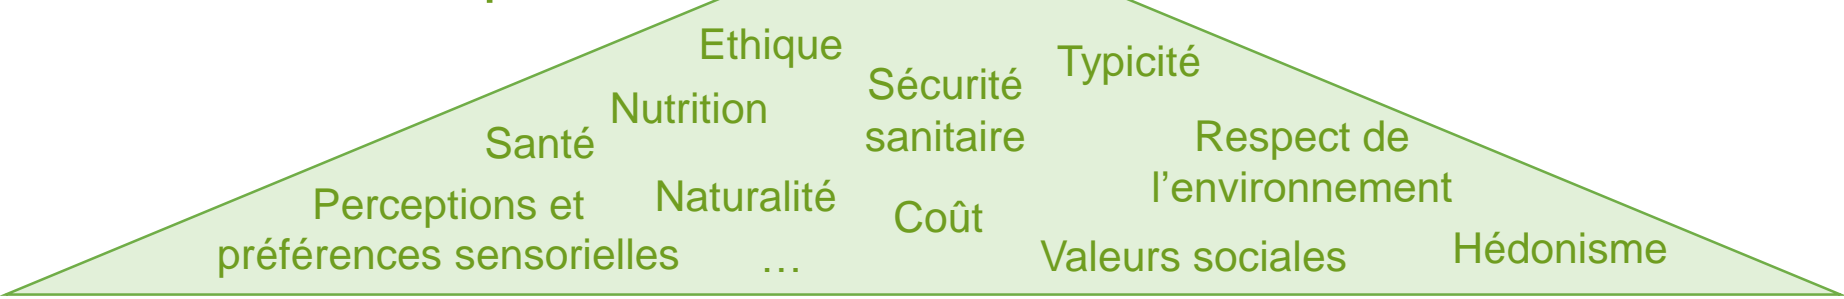 Ethique
Typicité
Sécurité
sanitaire
Nutrition
Santé
Respect de
l'environnement
Perceptions et
préférences sensorielles
Naturalité
Coût
…
Valeurs sociales
Hédonisme